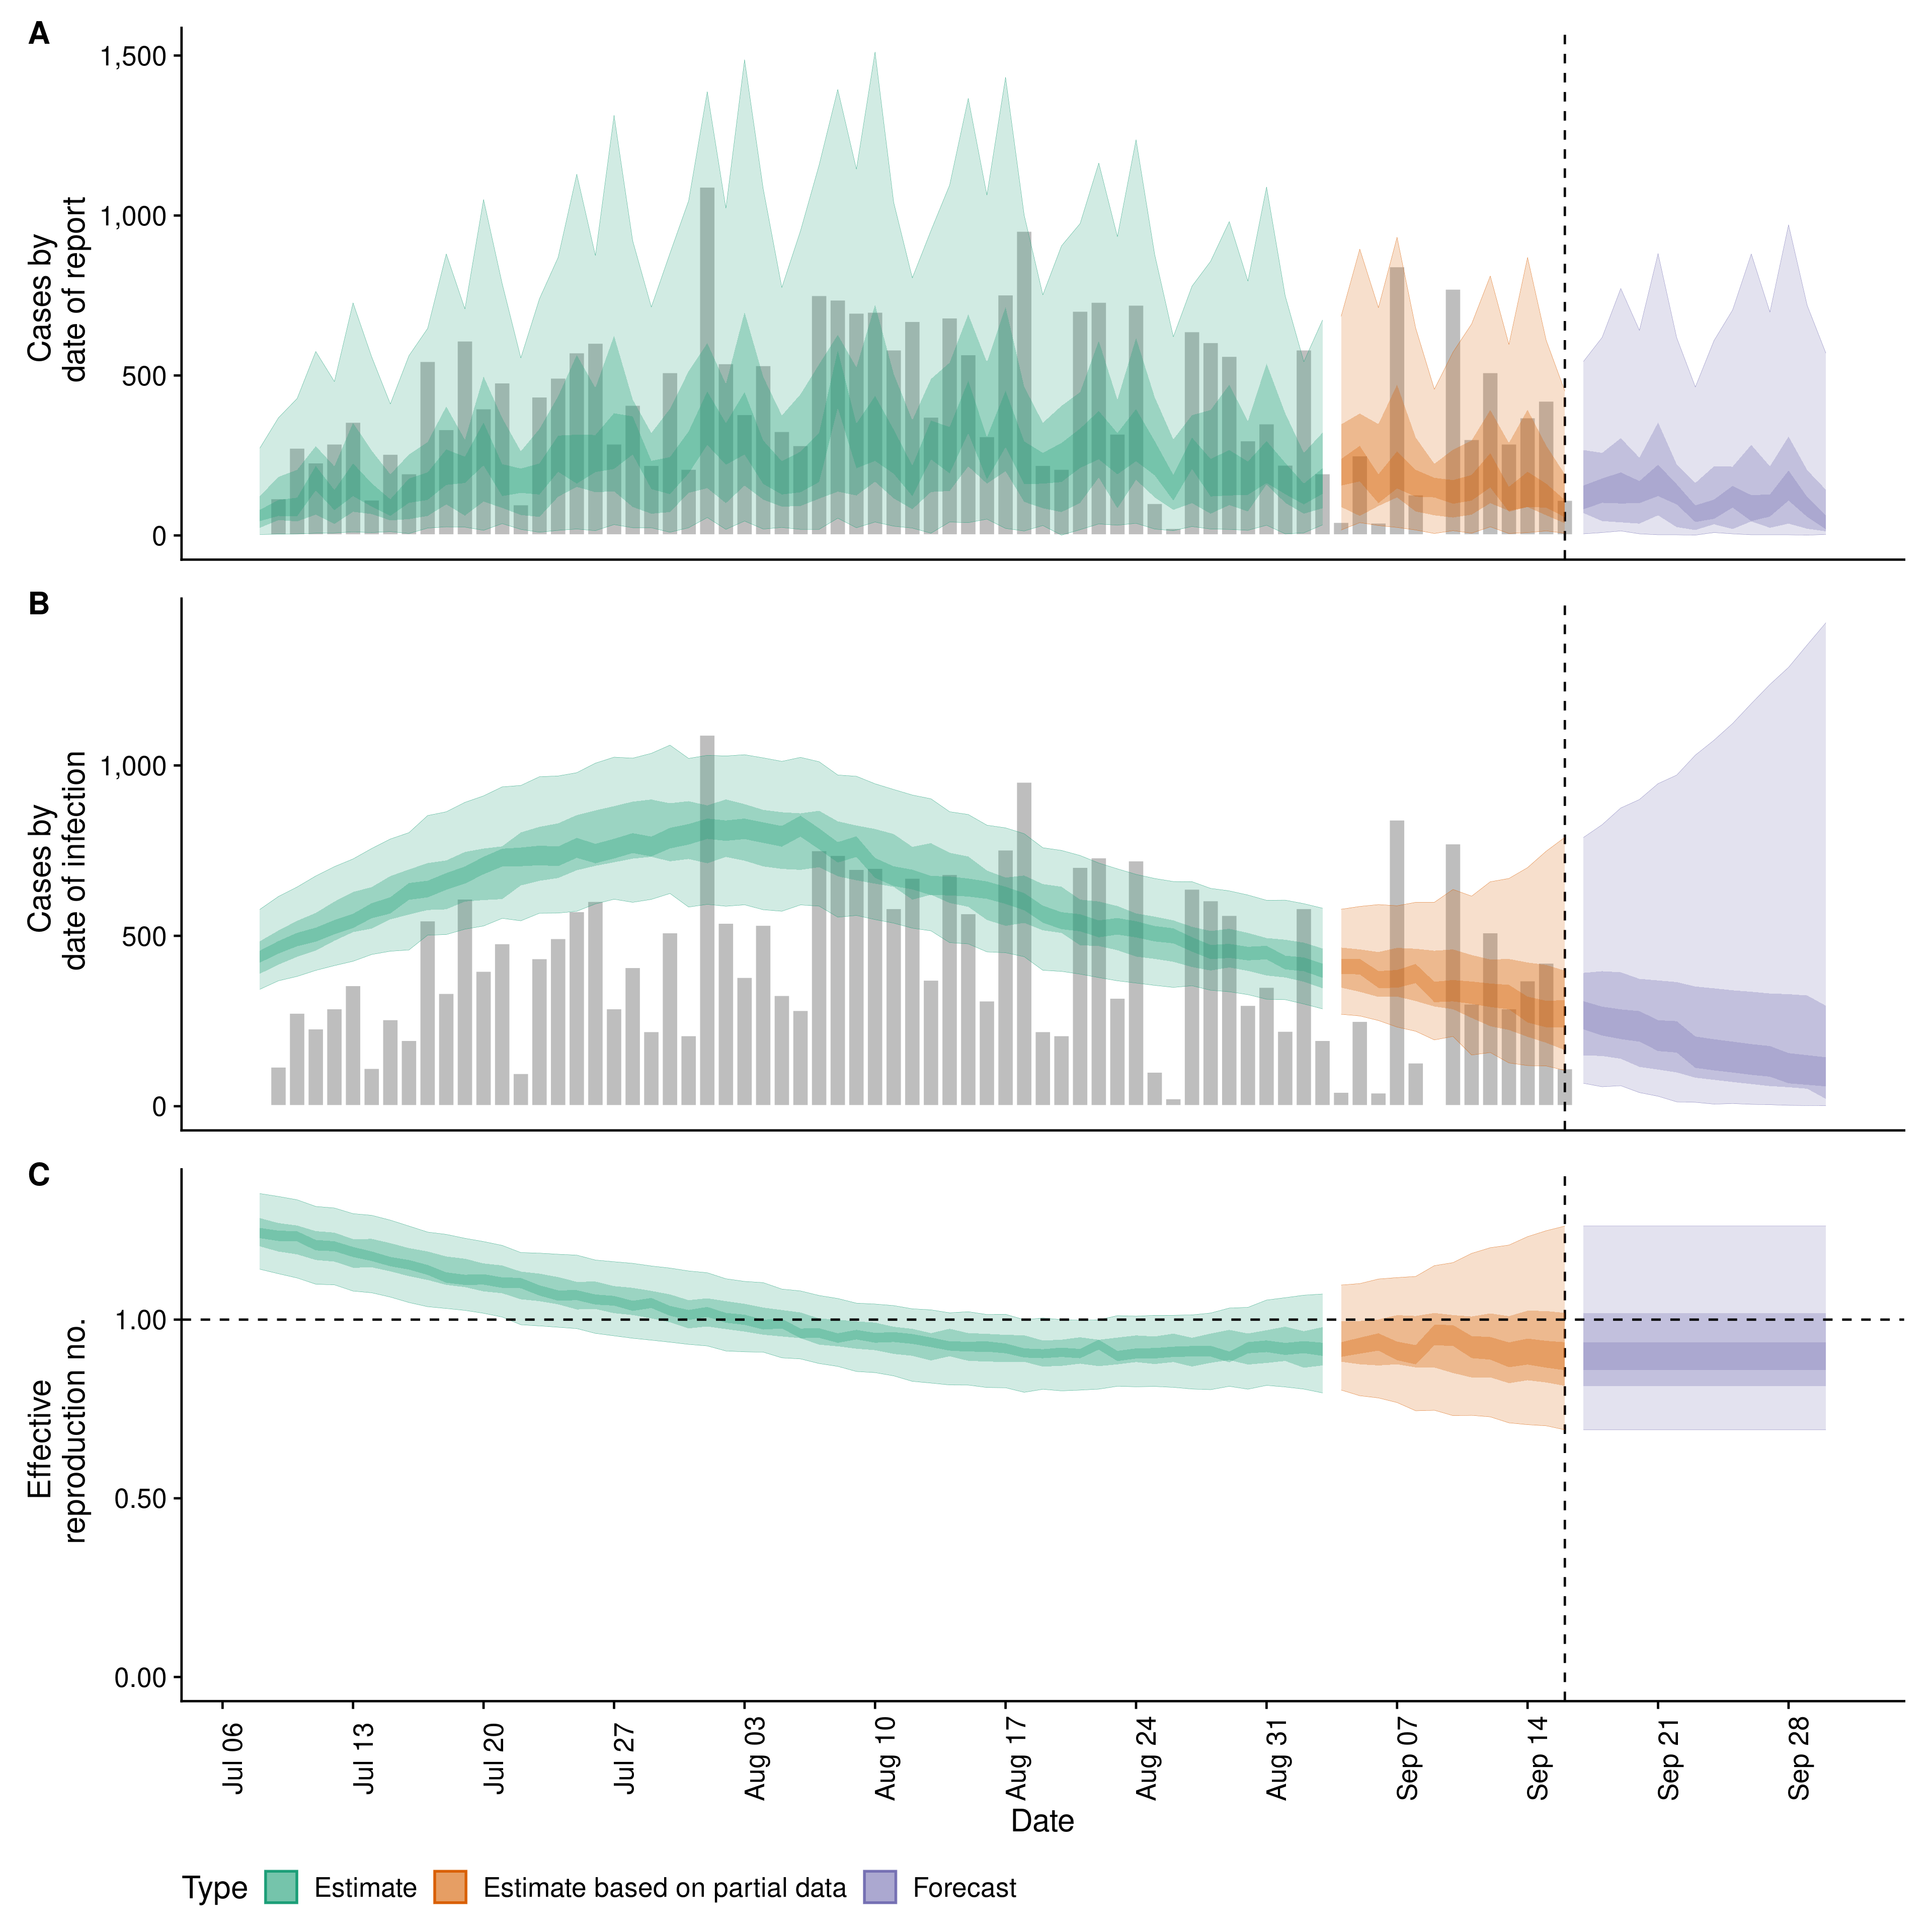 A
1,500
1,000
500
0
Cases by
date of report
B
1,000
500
0
Cases by
date of infection
C
1.00
0.50
0.00
Effective
reproduction no.
Jul 06
Jul 13
Jul 20
Jul 27
Aug 03
Aug 10
Aug 17
Aug 24
Aug 31
Sep 07
Sep 14
Sep 21
Sep 28
Date
Type Estimate Estimate based on partial data Forecast